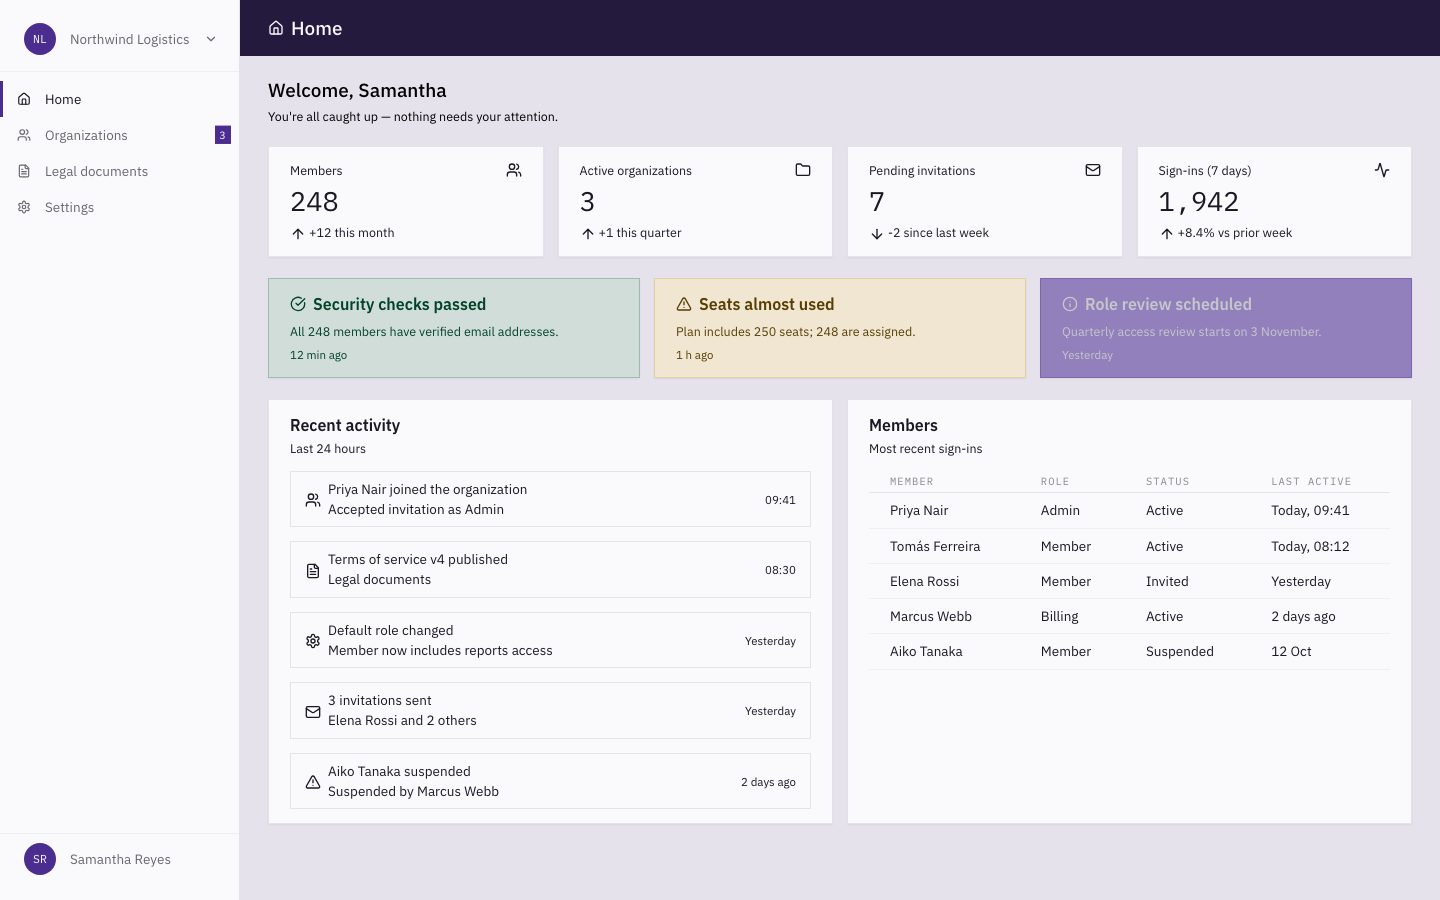 NL
Northwind Logistics
Home
Organizations
3
Legal documents
Settings
SR
Samantha Reyes
Home
Welcome, Samantha
You're all caught up — nothing needs your attention.
Members
248
+12 this month
Active organizations
3
+1 this quarter
Pending invitations
7
-2 since last week
Sign-ins (7 days)
1,942
+8.4% vs prior week
Security checks passed
All 248 members have verified email addresses.
12 min ago
Seats almost used
Plan includes 250 seats; 248 are assigned.
1 h ago
Role review scheduled
Quarterly access review starts on 3 November.
Yesterday
Recent activity
Last 24 hours
Priya Nair joined the organization
Accepted invitation as Admin
09:41
Terms of service v4 published
Legal documents
08:30
Default role changed
Member now includes reports access
Yesterday
3 invitations sent
Elena Rossi and 2 others
Yesterday
Aiko Tanaka suspended
Suspended by Marcus Webb
2 days ago
Members
Most recent sign-ins
MEMBER ROLE STATUS LAST ACTIVE
Priya Nair Admin Active Today, 09:41
Tomás Ferreira Member Active Today, 08:12
Elena Rossi Member Invited Yesterday
Marcus Webb Billing Active 2 days ago
Aiko Tanaka Member Suspended 12 Oct